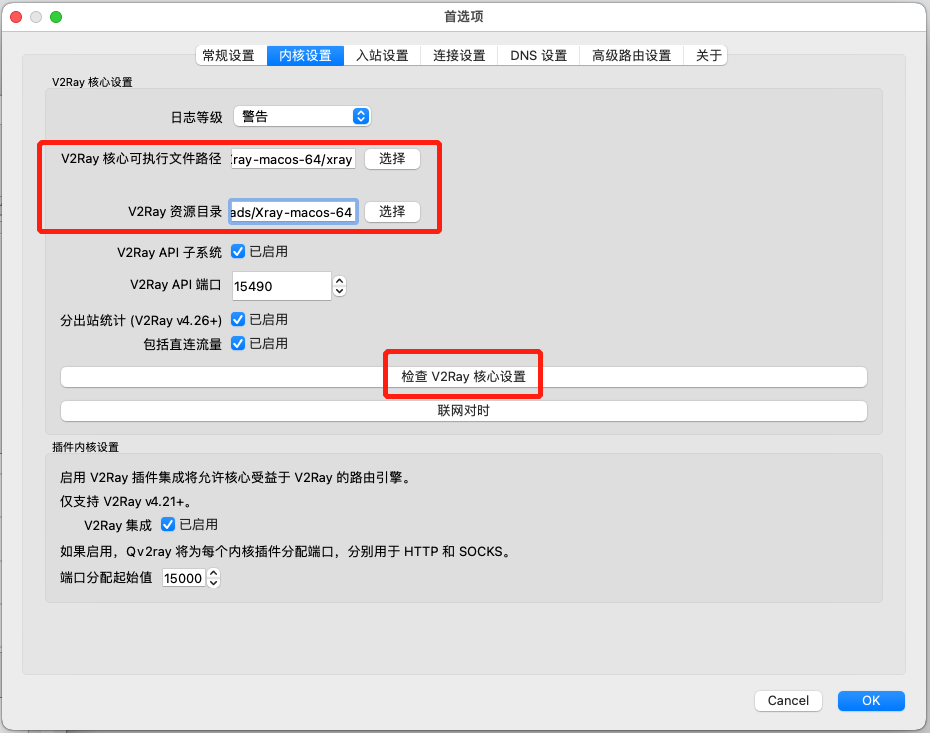 首选项
常规设置 内核设置 入站设置 连接设置 DNS 设置 高级路由设置 关于
V2Ray 核心设置
日志等级 警告
V2Ray 核心可执行文件路径 ray-macos-64/xray 选择
V2Ray 资源目录 ads/Xray-macos-64 选择
V2Ray API 子系统 已启用
V2Ray API 端口 15490
分出站统计 (V2Ray v4.26+) 已启用
包括直连流量 已启用
检查 V2Ray 核心设置
联网对时
插件内核设置
启用 V2Ray 插件集成将允许核心受益于 V2Ray 的路由引擎。
仅支持 V2Ray v4.21+。
V2Ray 集成 已启用
如果启用，Qv2ray 将为每个内核插件分配端口，分别用于 HTTP 和 SOCKS。
端口分配起始值 15000
Cancel OK